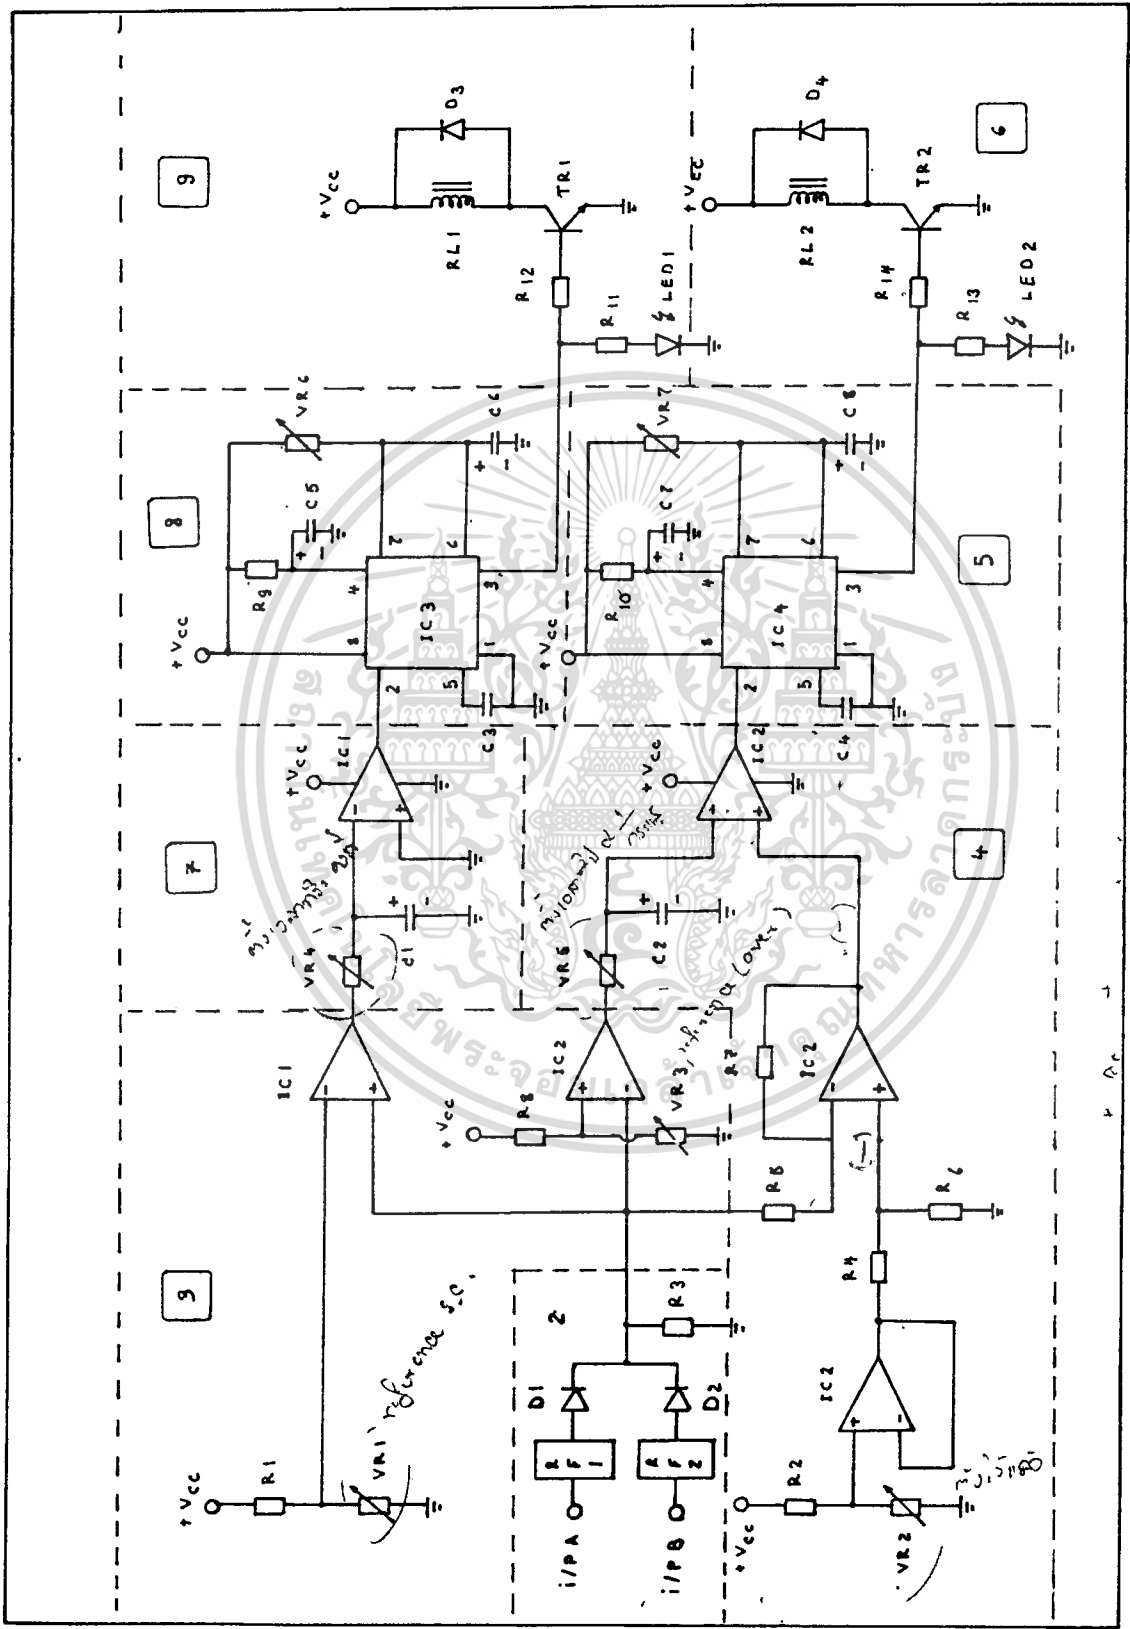 3
+Vcc
R1
VR1
reference s.c.
IC1
-
+
7
VR4
C1
+
-
+Vcc
IC1
-
+
8
+Vcc
R9
C5
+
-
VR6
C6
+
-
IC3
8
4
7
6
2
5
1
3
C3
9
+Vcc
D3
RL1
TR1
R12
R11
LED1
2
i/PA
RF1
D1
i/PB
RF2
D2
R3
+Vcc
R8
VR3, reference (over)
IC2
+
-
VR5
C2
+
-
+Vcc
IC2
+Vcc
R2
VR2
IC2
+
-
R4
R6
(-)
R5
R7
IC2
-
+
(-)
4
5
+Vcc
R10
C7
+
-
VR7
C8
+
-
IC4
8
4
7
6
2
5
1
3
C4
6
+Vcc
D4
RL2
TR2
R14
R13
LED2